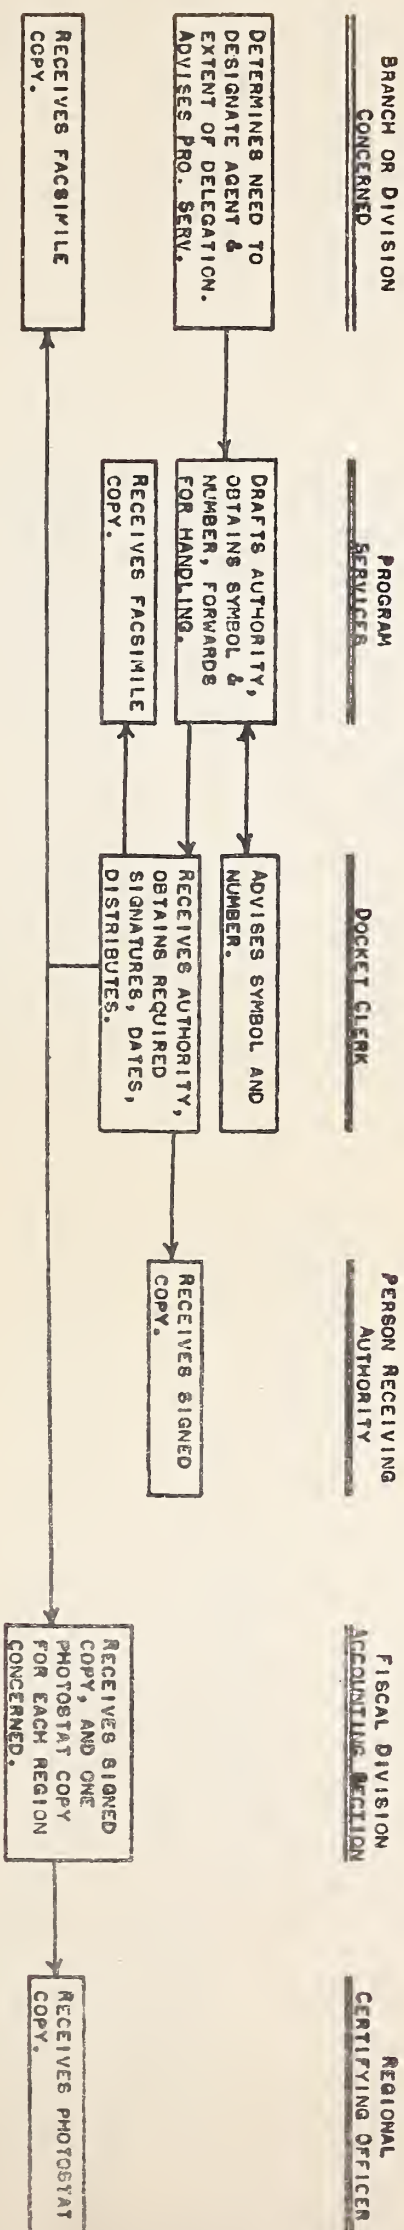 BRANCH OR DIVISION
CONCERNED
PROGRAM
SERVICES
DOCKET CLERK
PERSON RECEIVING
AUTHORITY
FISCAL DIVISION
ACCOUNTING SECTION
REGIONAL
CERTIFYING OFFICER
DETERMINES NEED TO
DESIGNATE AGENT &
EXTENT OF DELEGATION.
ADVISES PRO. SERV.
DRAFTS AUTHORITY,
OBTAINS SYMBOL &
NUMBER, FORWARDS
FOR HANDLING.
ADVISES SYMBOL AND
NUMBER.
RECEIVES AUTHORITY,
OBTAINS REQUIRED
SIGNATURES, DATES,
DISTRIBUTES.
RECEIVES SIGNED
COPY.
RECEIVES FACSIMILE
COPY.
RECEIVES FACSIMILE
COPY.
RECEIVES SIGNED
COPY, AND ONE
PHOTOSTAT COPY
FOR EACH REGION
CONCERNED.
RECEIVES PHOTOSTAT
COPY.